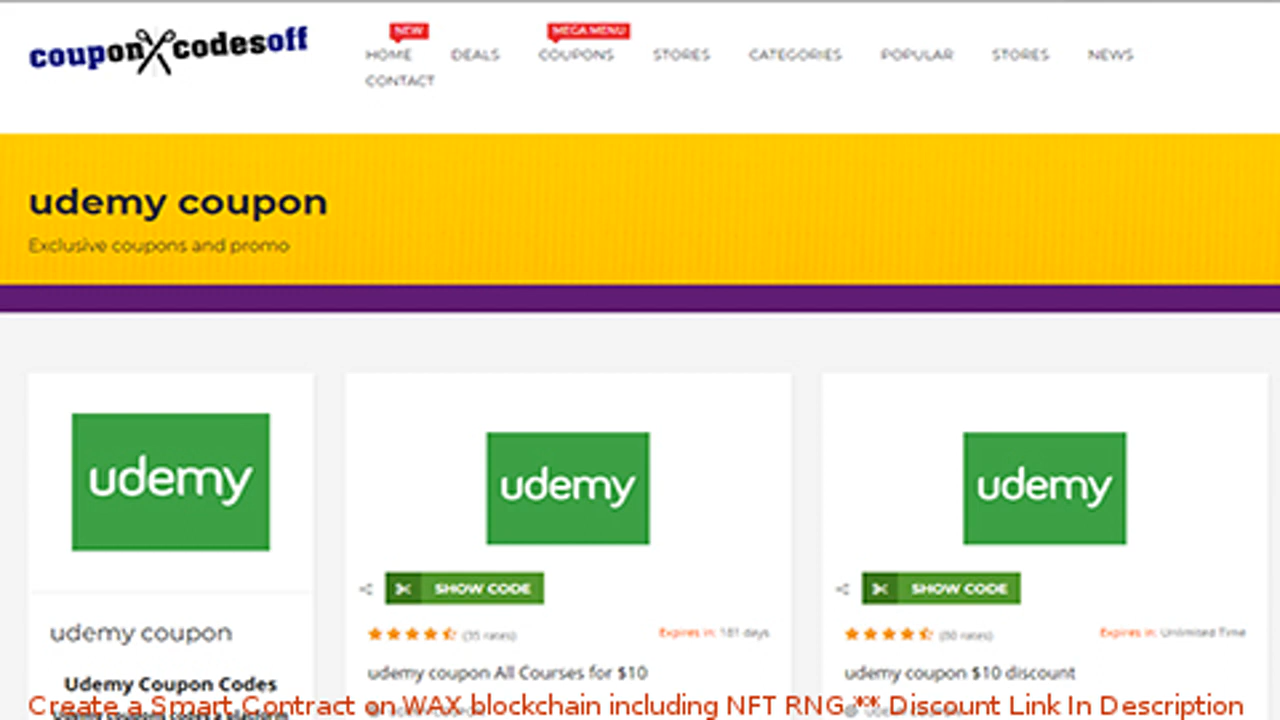 couponcodesoff
NEW
MEGA MENU
HOME DEALS COUPONS STORES CATEGORIES POPULAR STORES NEWS
CONTACT
udemy coupon
Exclusive coupons and promo
udemy
udemy
udemy
SHOW CODE
SHOW CODE
(35 rates)
Expires in: 181 days
Expires in: Unlimited Time
udemy coupon
udemy coupon All Courses for $10
udemy coupon $10 discount
Udemy Coupon Codes
Create a Smart Contract on WAX blockchain including NFT RNG ** Discount Link In Description